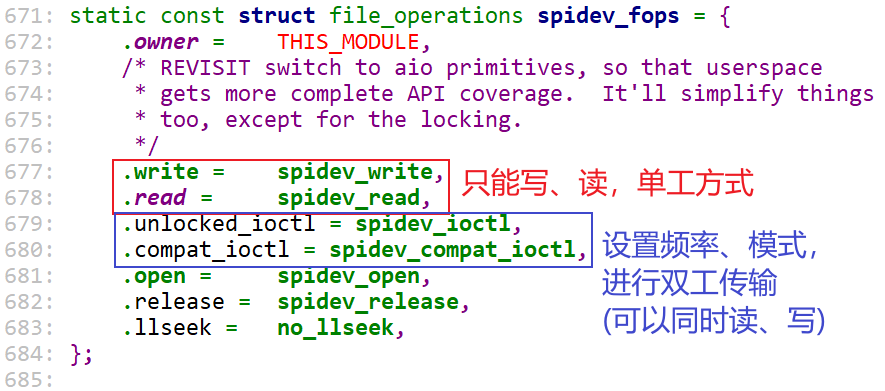 671: static const struct file_operations spidev_fops = {
672: .owner = THIS_MODULE,
673: /* REVISIT switch to aio primitives, so that userspace
674: * gets more complete API coverage. It'll simplify things
675: * too, except for the locking.
676: */
677: .write = spidev_write,
678: .read = spidev_read,
只能写、读，单工方式
679: .unlocked_ioctl = spidev_ioctl,
680: .compat_ioctl = spidev_compat_ioctl,
设置频率、模式，
进行双工传输
(可以同时读、写)
681: .open = spidev_open,
682: .release = spidev_release,
683: .llseek = no_llseek,
684: };
685: